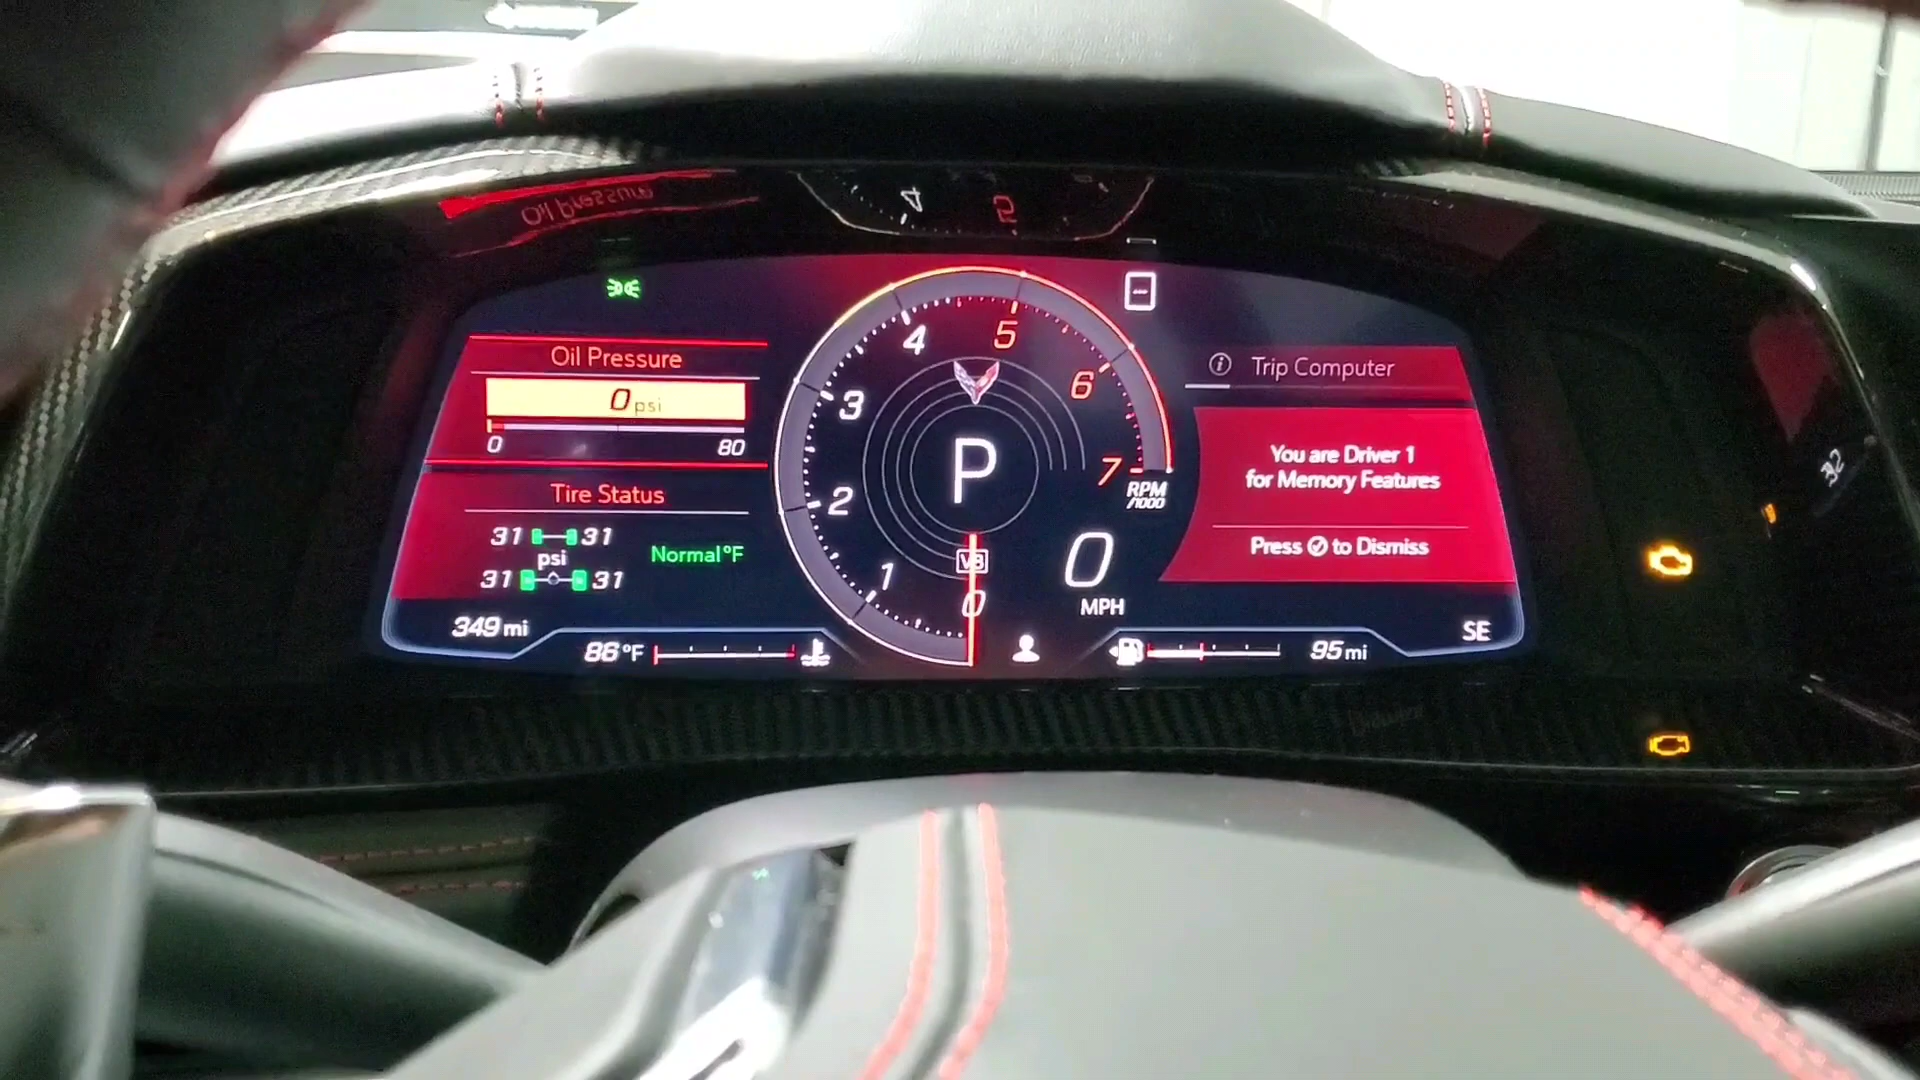 Oil Pressure
4 5
Oil Pressure
0 psi
0 80
Tire Status
31 31
psi
31 31
Normal °F
349 mi
86 °F
0
1
2
3
4
5
6
7
RPM
/1000
P
V8
0
MPH
Trip Computer
You are Driver 1
for Memory Features
Press to Dismiss
95 mi
SE